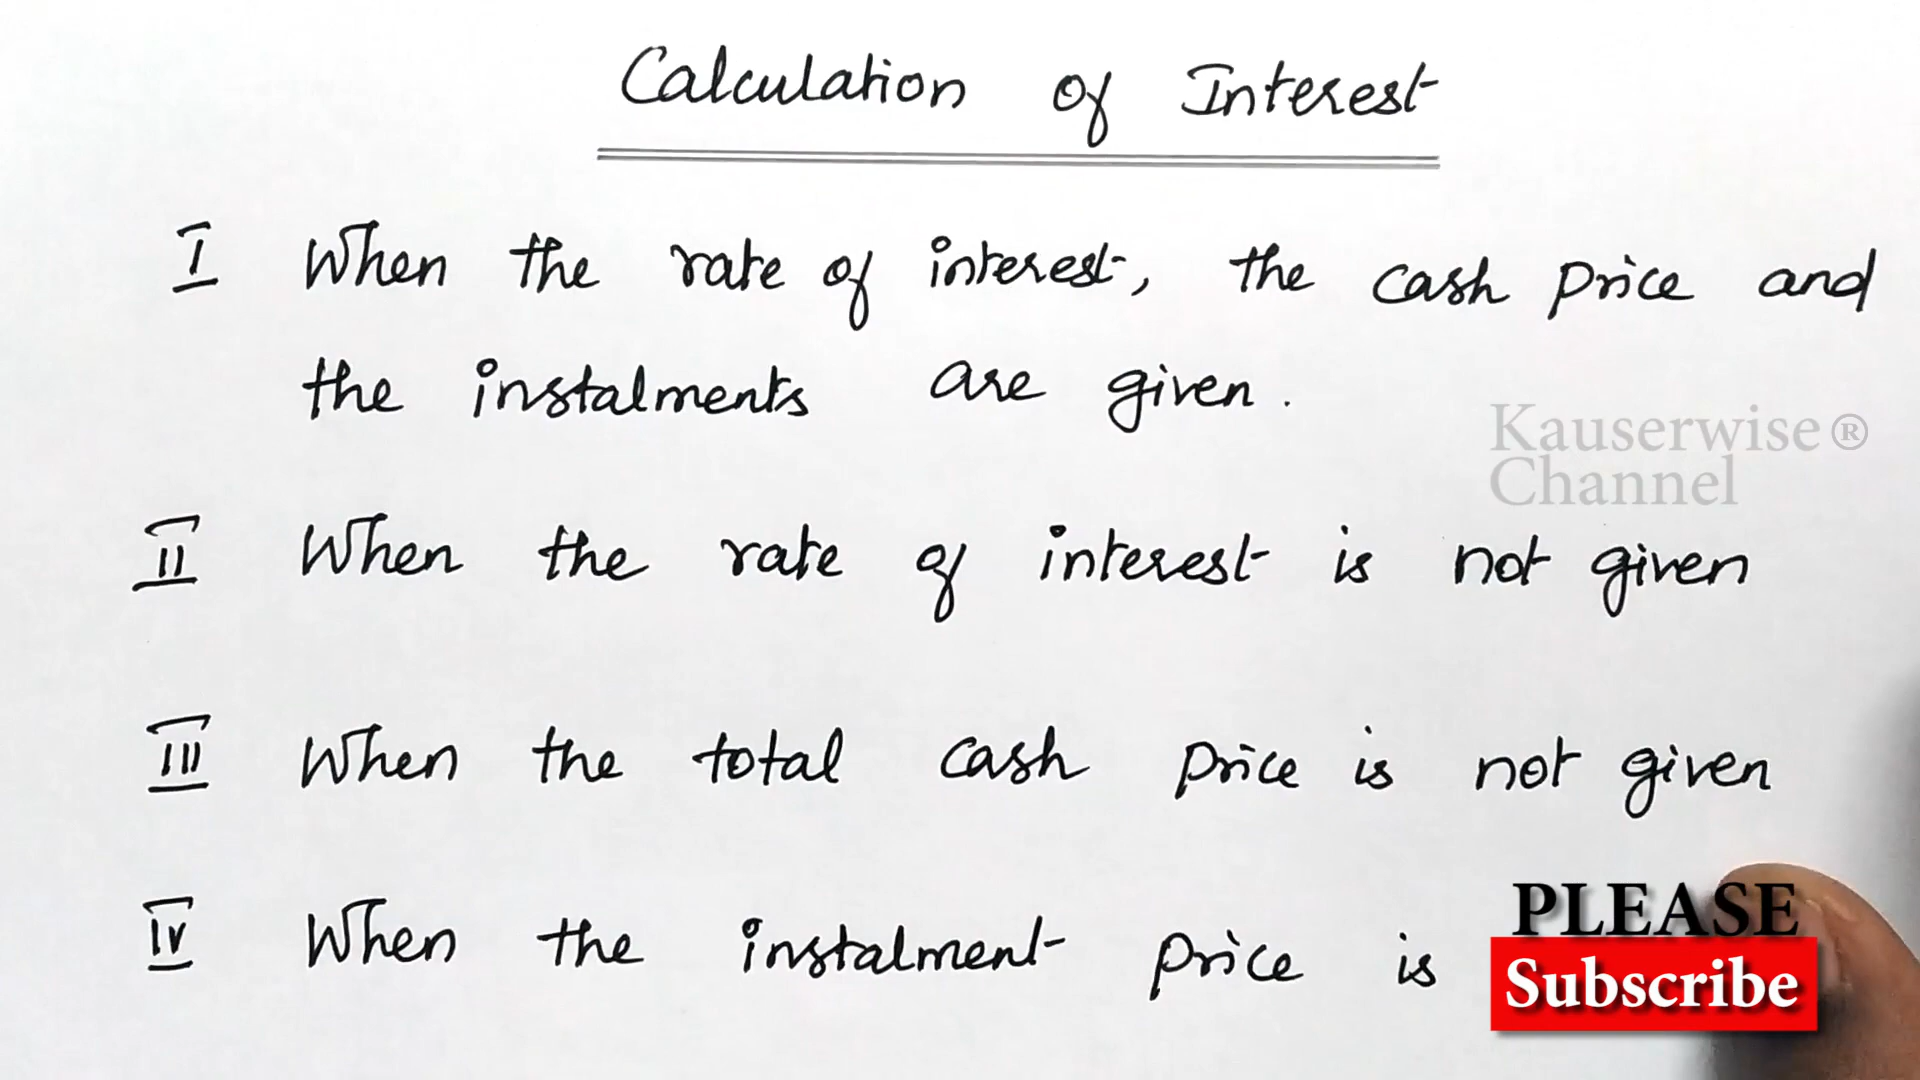 Calculation of Interest
I When the rate of interest, the cash price and
the instalments are given.
Kauserwise®
Channel
II When the rate of interest is not given
III When the total cash price is not given
IV When the instalment price is
PLEASE
Subscribe